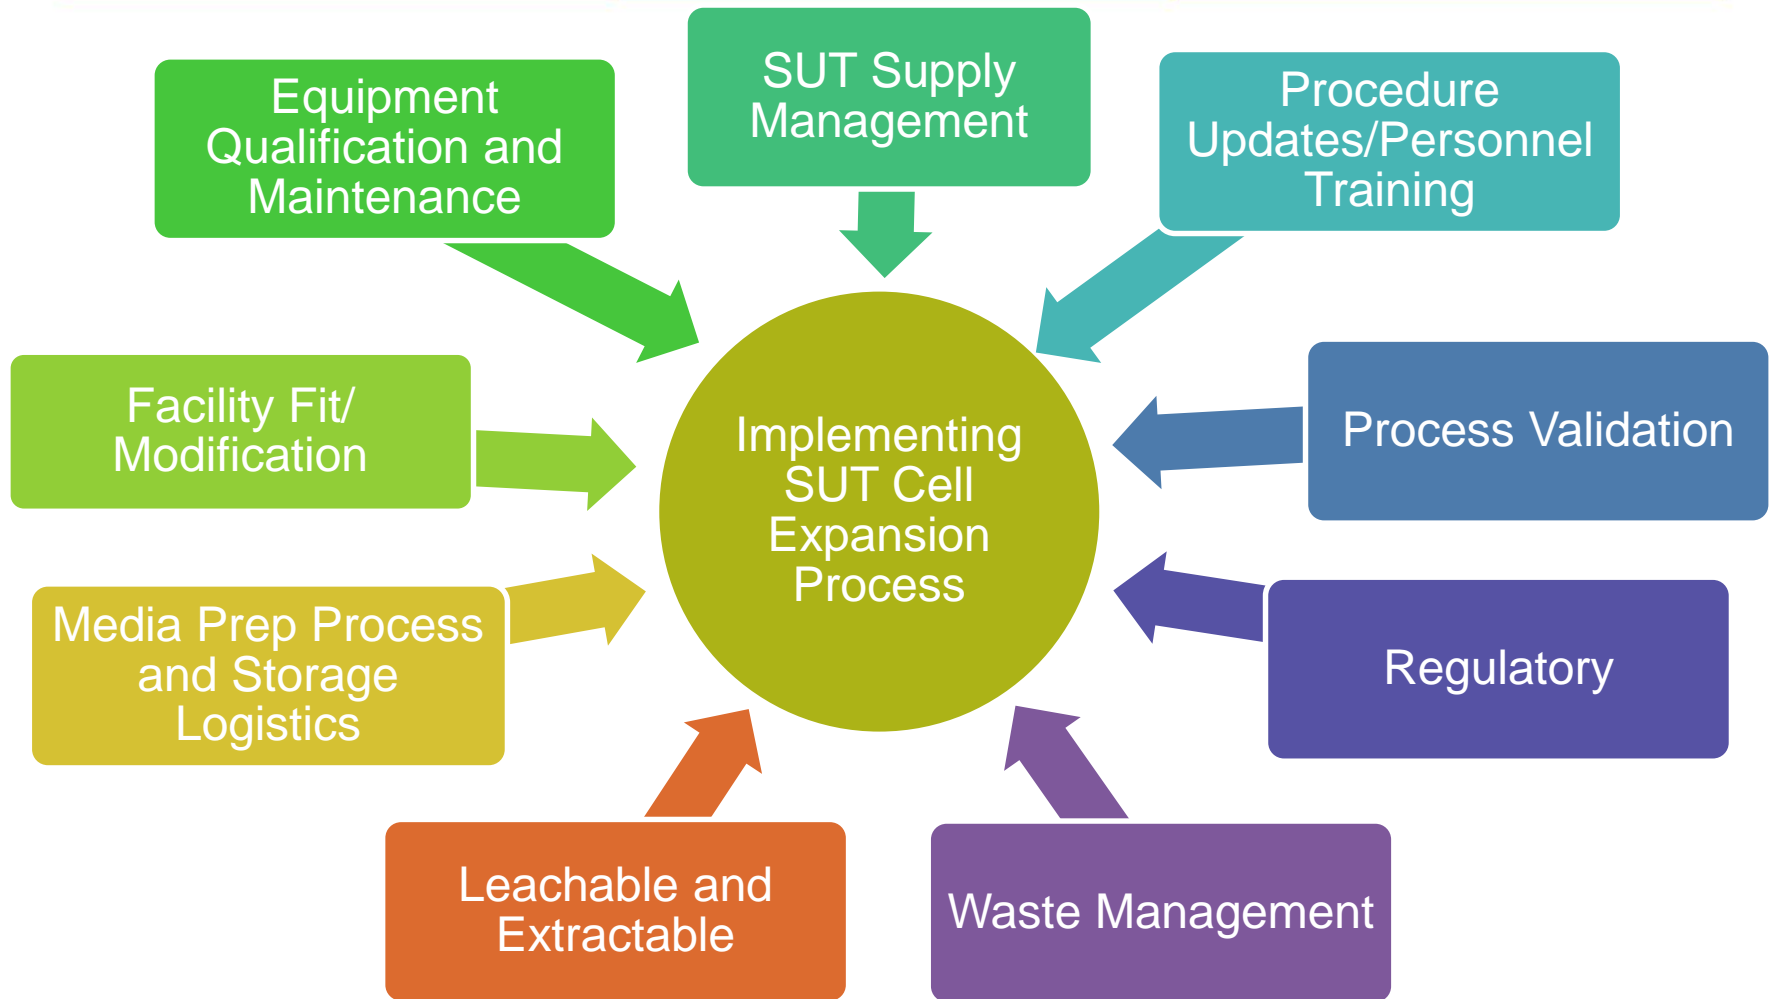 SUT Supply
Management
Equipment
Qualification and
Maintenance
Procedure
Updates/Personnel
Training
Facility Fit/
Modification
Implementing
SUT Cell
Expansion
Process
Process Validation
Media Prep Process
and Storage
Logistics
Regulatory
Leachable and
Extractable
Waste Management